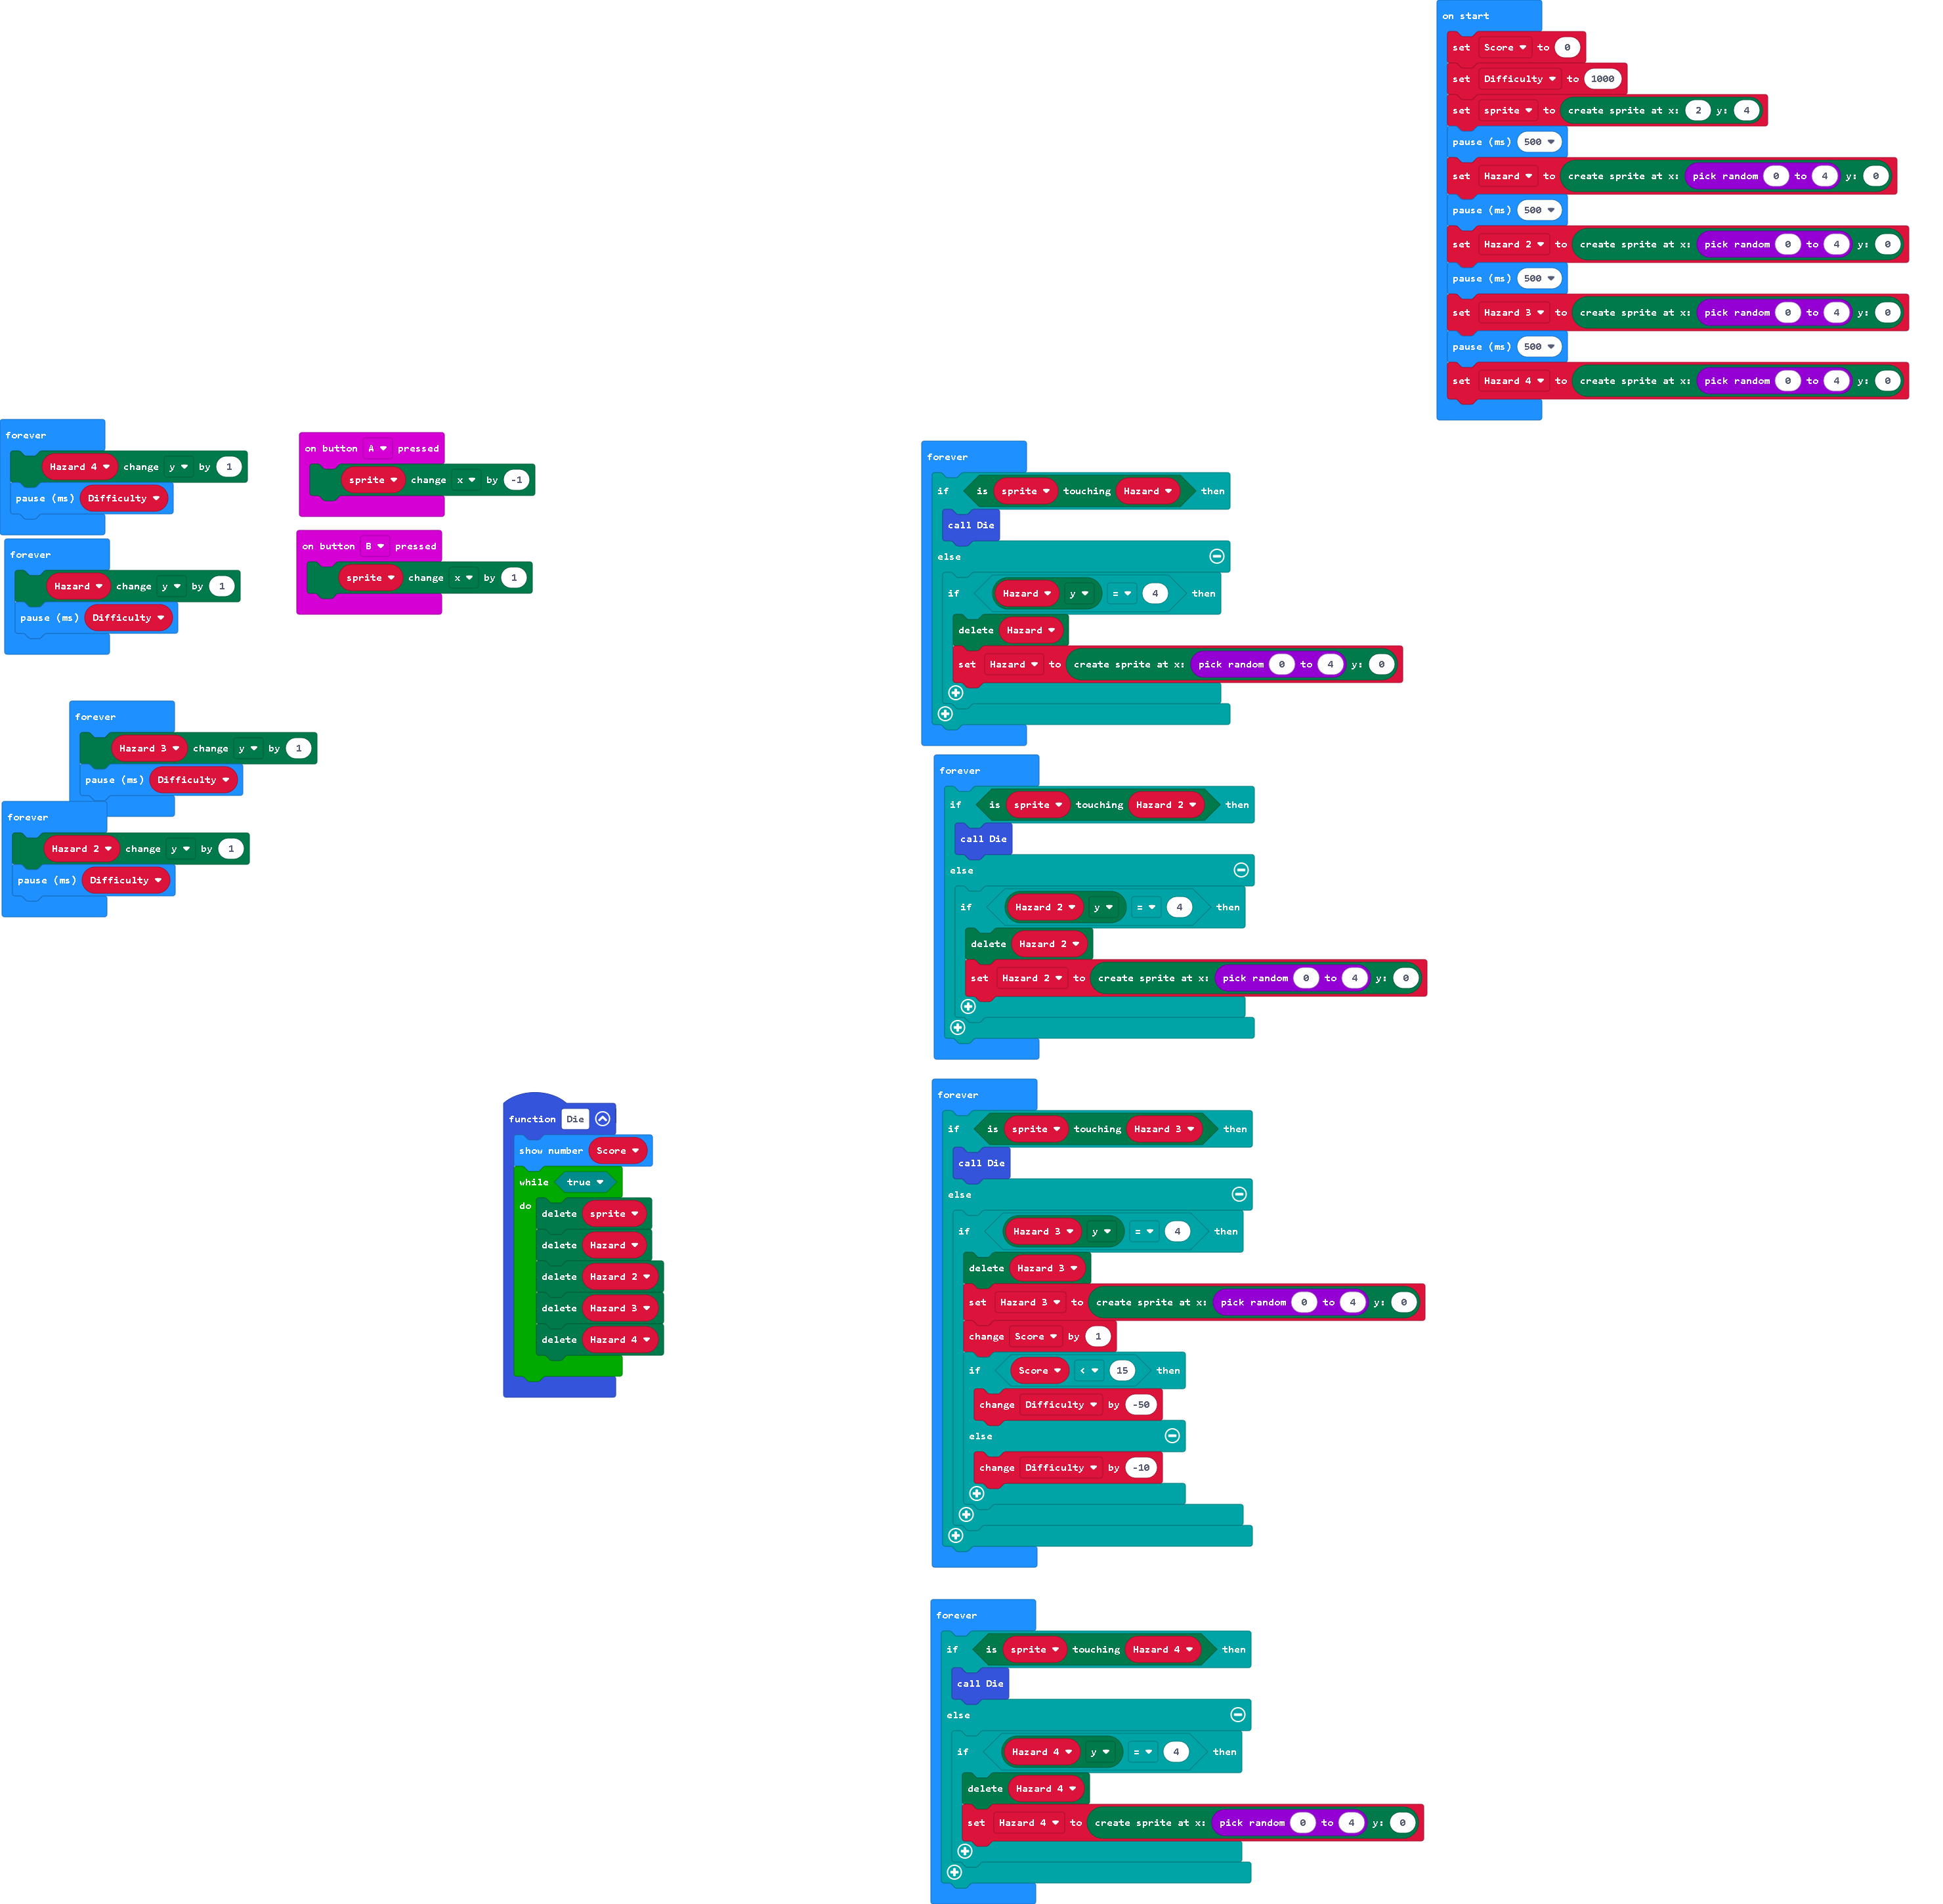 on start
set Score to 0
set Difficulty to 1000
set sprite to create sprite at x: 2 y: 4
pause (ms) 500
set Hazard to create sprite at x: pick random 0 to 4 y: 0
pause (ms) 500
set Hazard 2 to create sprite at x: pick random 0 to 4 y: 0
pause (ms) 500
set Hazard 3 to create sprite at x: pick random 0 to 4 y: 0
pause (ms) 500
set Hazard 4 to create sprite at x: pick random 0 to 4 y: 0
forever
Hazard 4 change y by 1
pause (ms) Difficulty
forever
Hazard change y by 1
pause (ms) Difficulty
forever
Hazard 3 change y by 1
pause (ms) Difficulty
forever
Hazard 2 change y by 1
pause (ms) Difficulty
on button A pressed
sprite change x by -1
on button B pressed
sprite change x by 1
function Die
show number Score
while true
do
delete sprite
delete Hazard
delete Hazard 2
delete Hazard 3
delete Hazard 4
forever
if is sprite touching Hazard then
call Die
else
if Hazard y = 4 then
delete Hazard
set Hazard to create sprite at x: pick random 0 to 4 y: 0
forever
if is sprite touching Hazard 2 then
call Die
else
if Hazard 2 y = 4 then
delete Hazard 2
set Hazard 2 to create sprite at x: pick random 0 to 4 y: 0
forever
if is sprite touching Hazard 3 then
call Die
else
if Hazard 3 y = 4 then
delete Hazard 3
set Hazard 3 to create sprite at x: pick random 0 to 4 y: 0
change Score by 1
if Score < 15 then
change Difficulty by -50
else
change Difficulty by -10
forever
if is sprite touching Hazard 4 then
call Die
else
if Hazard 4 y = 4 then
delete Hazard 4
set Hazard 4 to create sprite at x: pick random 0 to 4 y: 0